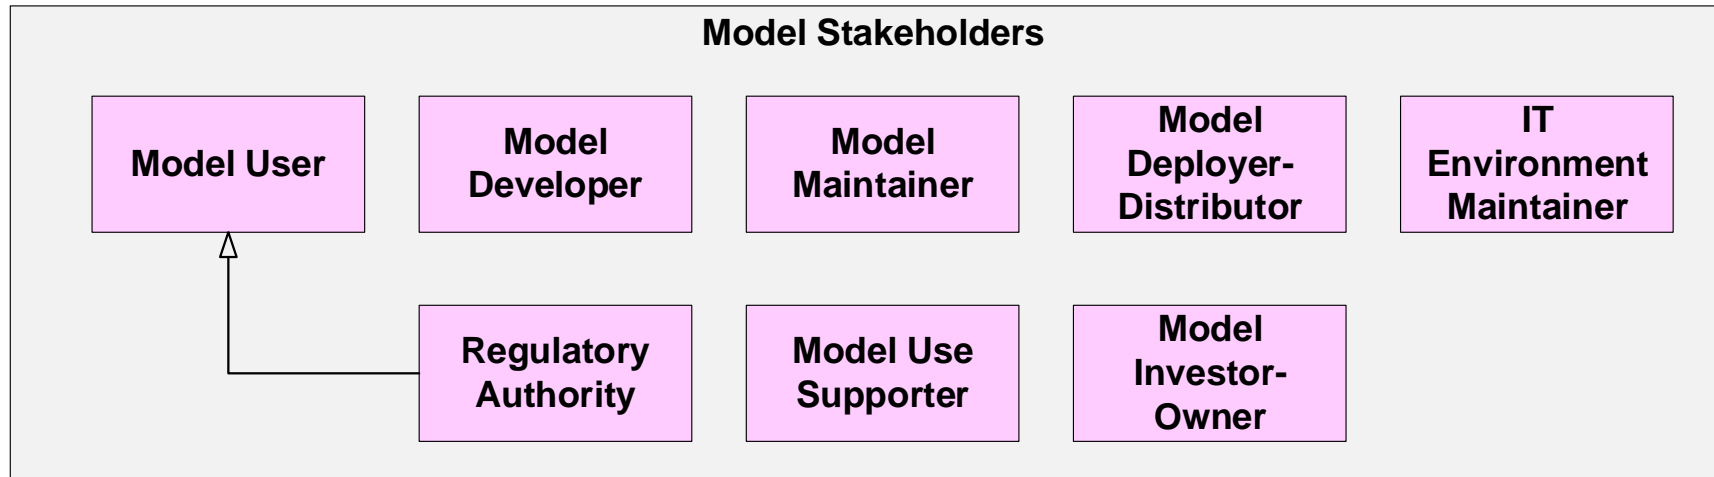 Model Stakeholders
Model User
Model
Developer
Model
Maintainer
Model
Deployer-
Distributor
IT
Environment
Maintainer
Regulatory
Authority
Model Use
Supporter
Model
Investor-
Owner